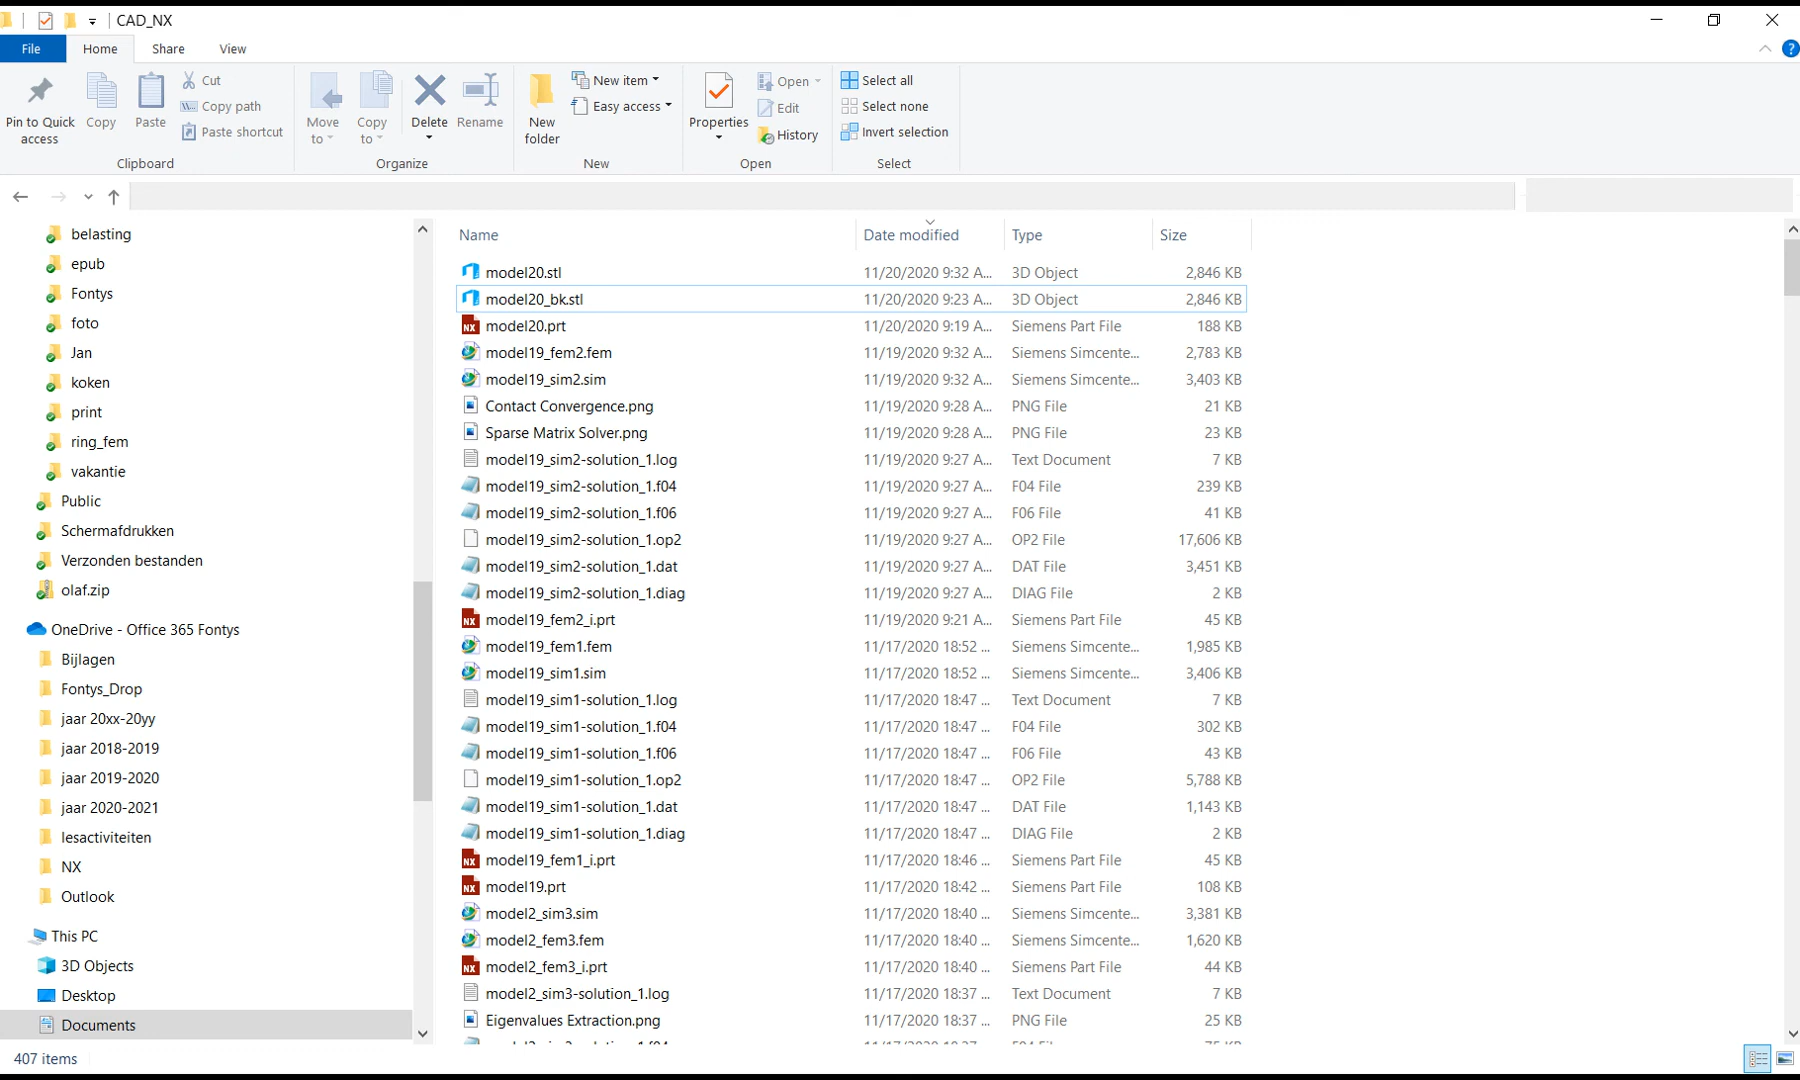 CAD_NX
File Home Share View
Pin to Quick access
Copy
Paste
Cut
Copy path
Paste shortcut
Clipboard
Move to
Copy to
Delete
Rename
Organize
New folder
New item
Easy access
New
Properties
Open
Edit
History
Open
Select all
Select none
Invert selection
Select
belasting
epub
Fontys
foto
Jan
koken
print
ring_fem
vakantie
Public
Schermafdrukken
Verzonden bestanden
olaf.zip
OneDrive - Office 365 Fontys
Bijlagen
Fontys_Drop
jaar 20xx-20yy
jaar 2018-2019
jaar 2019-2020
jaar 2020-2021
lesactiviteiten
NX
Outlook
This PC
3D Objects
Desktop
Documents
Name Date modified Type Size
model20.stl 11/20/2020 9:32 A... 3D Object 2,846 KB
model20_bk.stl 11/20/2020 9:23 A... 3D Object 2,846 KB
model20.prt 11/20/2020 9:19 A... Siemens Part File 188 KB
model19_fem2.fem 11/19/2020 9:32 A... Siemens Simcente... 2,783 KB
model19_sim2.sim 11/19/2020 9:32 A... Siemens Simcente... 3,403 KB
Contact Convergence.png 11/19/2020 9:28 A... PNG File 21 KB
Sparse Matrix Solver.png 11/19/2020 9:28 A... PNG File 23 KB
model19_sim2-solution_1.log 11/19/2020 9:27 A... Text Document 7 KB
model19_sim2-solution_1.f04 11/19/2020 9:27 A... F04 File 239 KB
model19_sim2-solution_1.f06 11/19/2020 9:27 A... F06 File 41 KB
model19_sim2-solution_1.op2 11/19/2020 9:27 A... OP2 File 17,606 KB
model19_sim2-solution_1.dat 11/19/2020 9:27 A... DAT File 3,451 KB
model19_sim2-solution_1.diag 11/19/2020 9:27 A... DIAG File 2 KB
model19_fem2_i.prt 11/19/2020 9:21 A... Siemens Part File 45 KB
model19_fem1.fem 11/17/2020 18:52 ... Siemens Simcente... 1,985 KB
model19_sim1.sim 11/17/2020 18:52 ... Siemens Simcente... 3,406 KB
model19_sim1-solution_1.log 11/17/2020 18:47 ... Text Document 7 KB
model19_sim1-solution_1.f04 11/17/2020 18:47 ... F04 File 302 KB
model19_sim1-solution_1.f06 11/17/2020 18:47 ... F06 File 43 KB
model19_sim1-solution_1.op2 11/17/2020 18:47 ... OP2 File 5,788 KB
model19_sim1-solution_1.dat 11/17/2020 18:47 ... DAT File 1,143 KB
model19_sim1-solution_1.diag 11/17/2020 18:47 ... DIAG File 2 KB
model19_fem1_i.prt 11/17/2020 18:46 ... Siemens Part File 45 KB
model19.prt 11/17/2020 18:42 ... Siemens Part File 108 KB
model2_sim3.sim 11/17/2020 18:40 ... Siemens Simcente... 3,381 KB
model2_fem3.fem 11/17/2020 18:40 ... Siemens Simcente... 1,620 KB
model2_fem3_i.prt 11/17/2020 18:40 ... Siemens Part File 44 KB
model2_sim3-solution_1.log 11/17/2020 18:37 ... Text Document 7 KB
Eigenvalues Extraction.png 11/17/2020 18:37 ... PNG File 25 KB
407 items